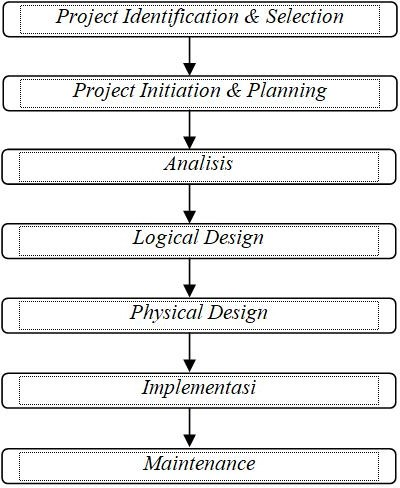 Project Identification & Selection
Project Initiation & Planning
Analisis
Logical Design
Physical Design
Implementasi
Maintenance